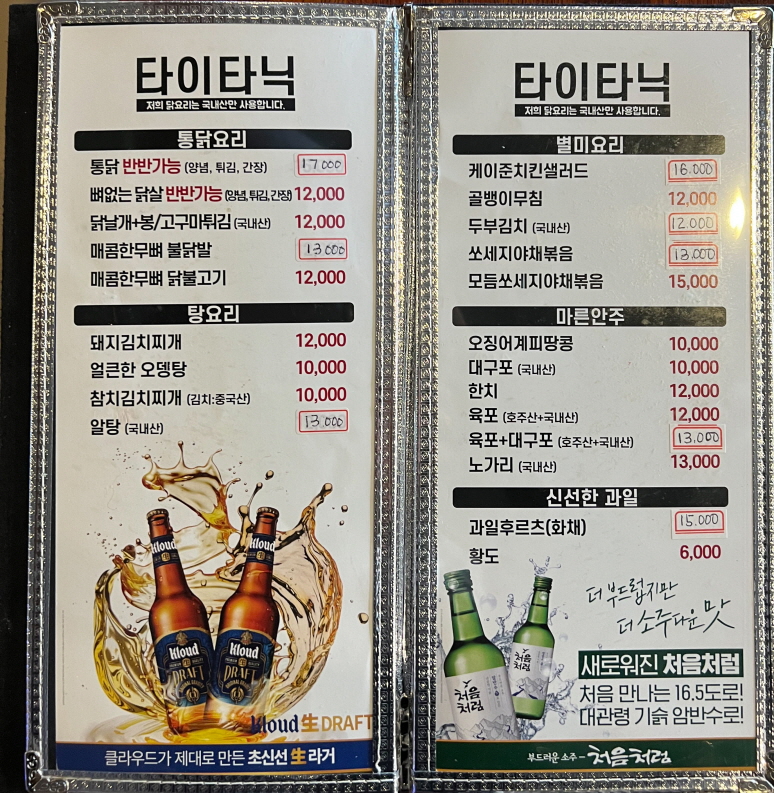 타이타닉
저희 닭요리는 국내산만 사용합니다.
통닭요리
통닭 반반가능 (양념, 튀김, 간장) 17,000
뼈없는 닭살 반반가능 (양념,튀김,간장) 12,000
닭날개+봉/고구마튀김 (국내산) 12,000
매콤한무뼈 불닭발 13,000
매콤한무뼈 닭불고기 12,000
탕요리
돼지김치찌개 12,000
얼큰한 오뎅탕 10,000
참치김치찌개 (김치:중국산) 10,000
알탕 (국내산) 13,000
Kloud
Kloud
Kloud
DRAFT
Kloud
DRAFT
Kloud 生 DRAFT
클라우드가 제대로 만든 초신선 生 라거
타이타닉
저희 닭요리는 국내산만 사용합니다.
별미요리
케이준치킨샐러드 16,000
골뱅이무침 12,000
두부김치 (국내산) 12,000
쏘세지야채볶음 13,000
모듬쏘세지야채볶음 15,000
마른안주
오징어계피땅콩 10,000
대구포 (국내산) 10,000
한치 12,000
육포 (호주산+국내산) 12,000
육포+대구포 (호주산+국내산) 13,000
노가리 (국내산) 13,000
신선한 과일
과일후르츠(화채) 15,000
황도 6,000
더 부드럽지만
더 소주다운 맛
처음
처럼
처음
처럼
새로워진 처음처럼
처음 만나는 16.5도로!
대관령 기슭 암반수로!
부드러운 소주 - 처음처럼